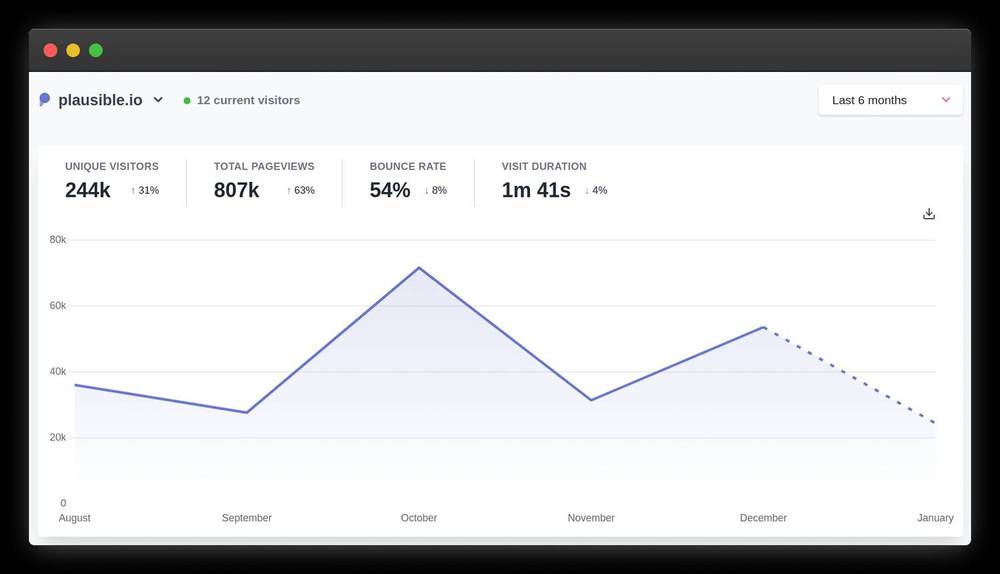 plausible.io
12 current visitors
Last 6 months
UNIQUE VISITORS
244k ↑ 31%
TOTAL PAGEVIEWS
807k ↑ 63%
BOUNCE RATE
54% ↓ 8%
VISIT DURATION
1m 41s ↓ 4%
80k
60k
40k
20k
0
August September October November December January